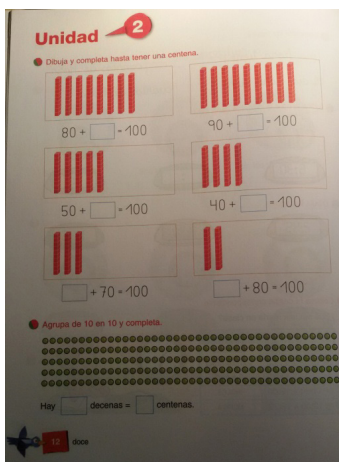 Unidad 2
Dibuja y completa hasta tener una centena.
80 + = 100
90 + = 100
50 + = 100
40 + = 100
+ 70 = 100
+ 80 = 100
Agrupa de 10 en 10 y completa.
Hay decenas = centenas.
12 doce